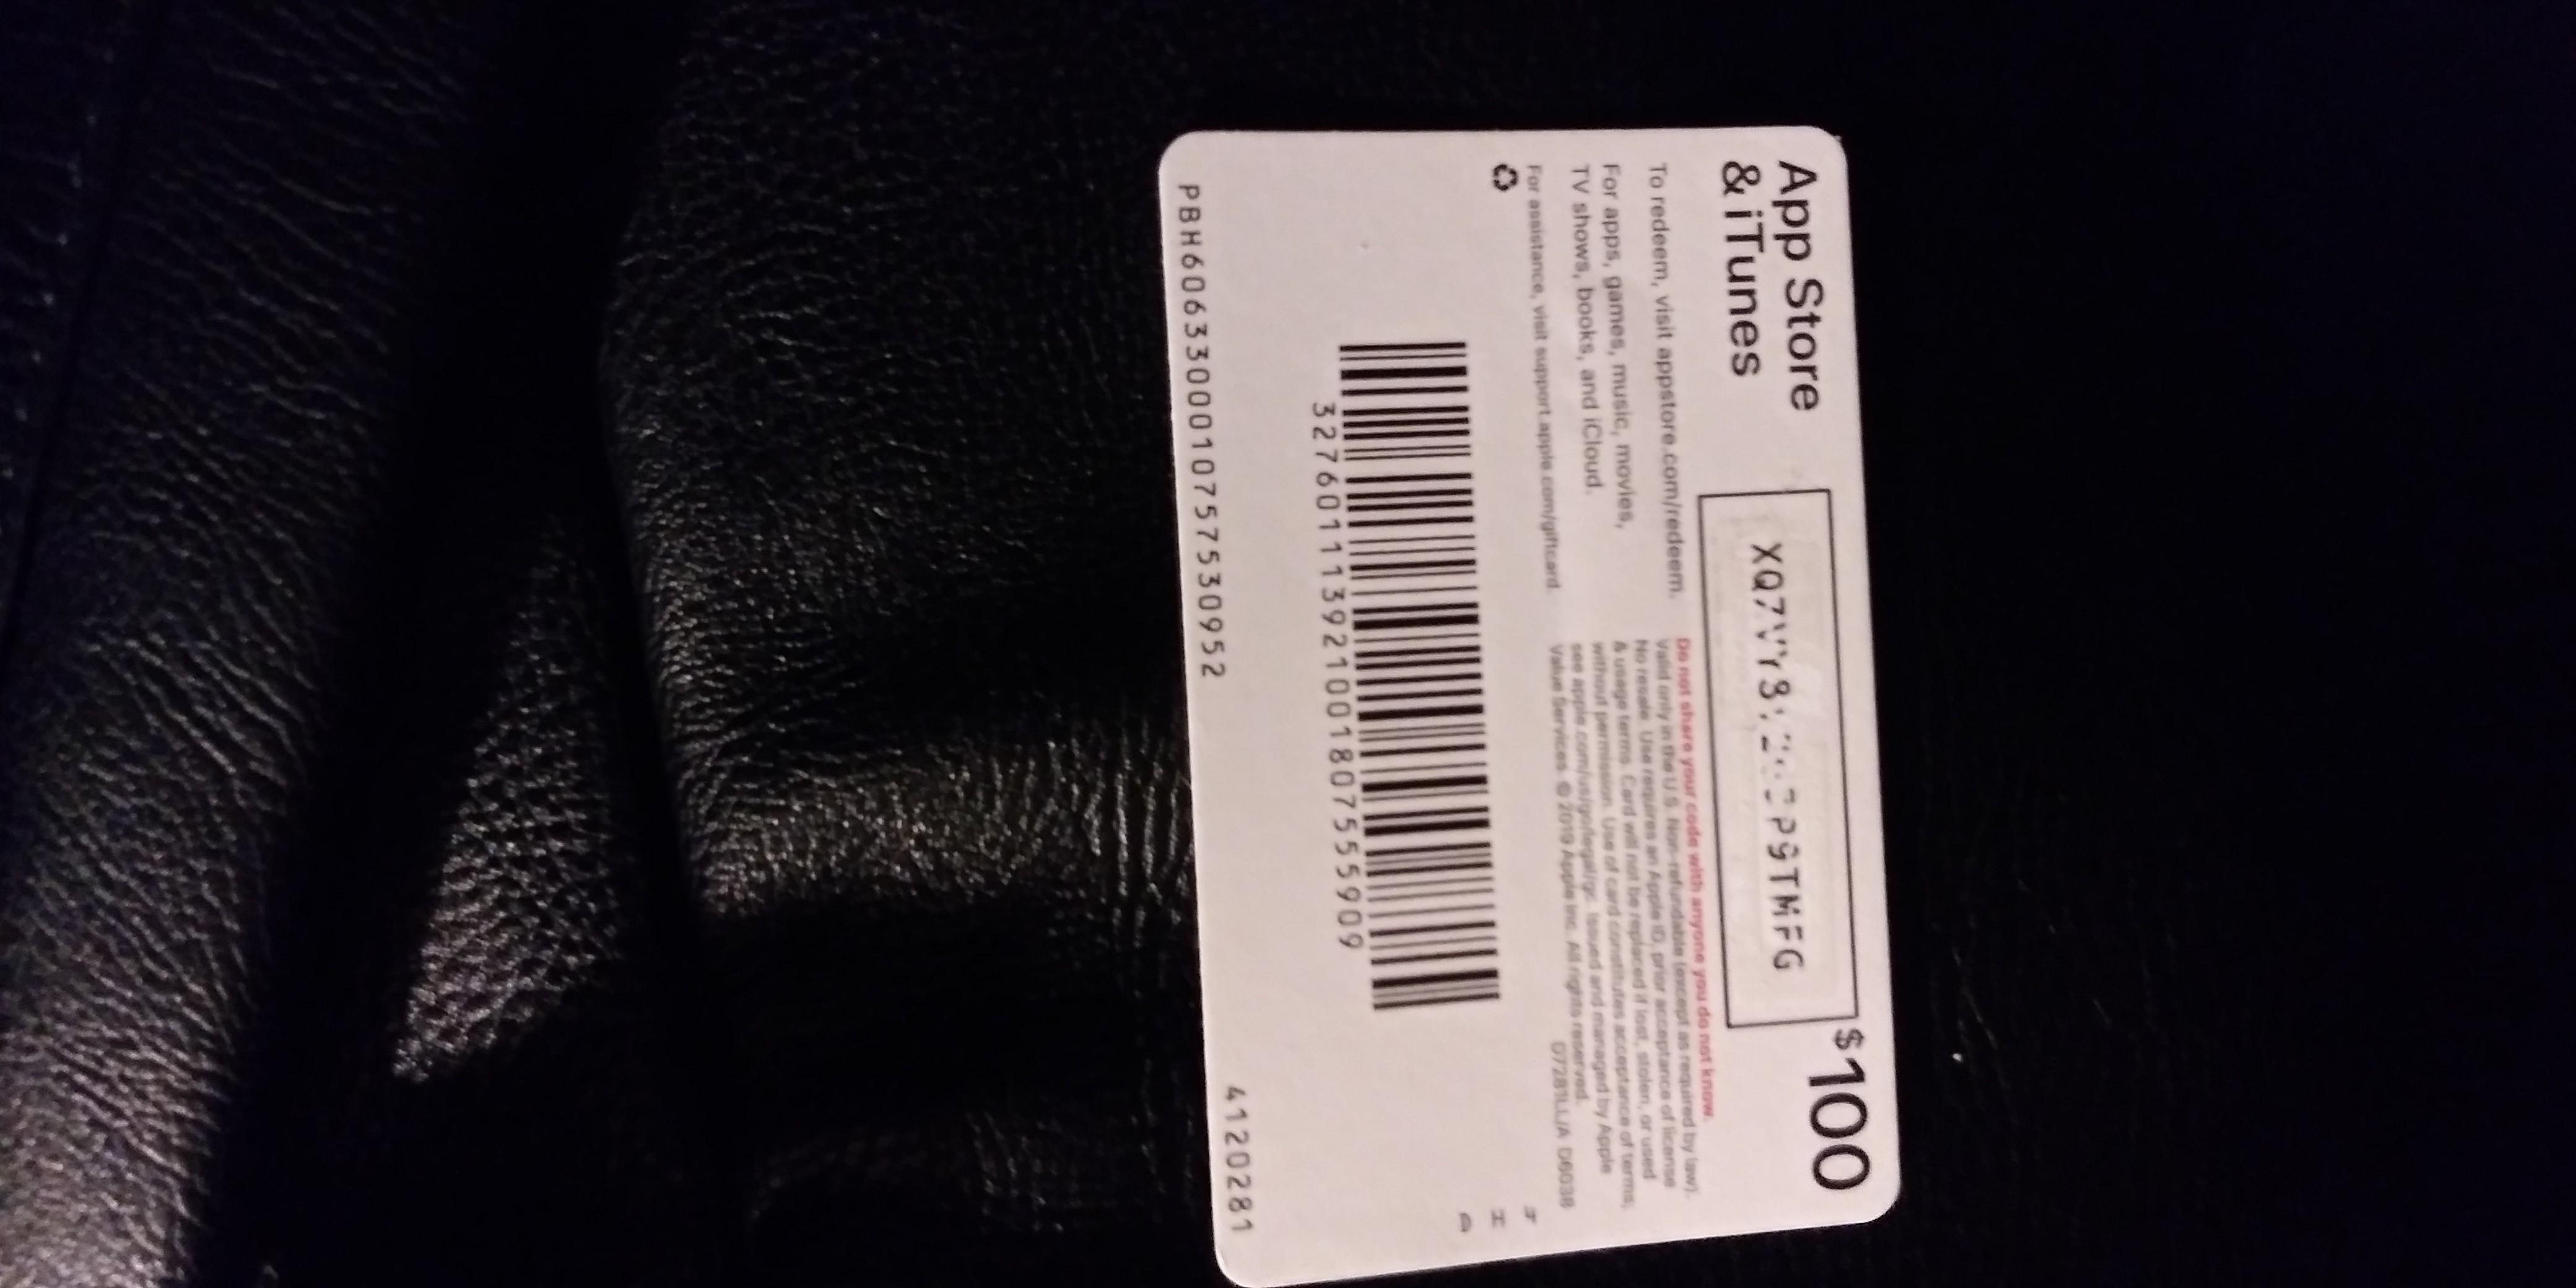 App Store
& iTunes
$100
To redeem, visit appstore.com/redeem.
For apps, games, music, movies,
TV shows, books, and iCloud.
For assistance, visit support.apple.com/giftcard.
Do not share your code with anyone you do not know.
Valid only in the U.S. Non-refundable (except as required by law).
No resale. Use requires an Apple ID, prior acceptance of license
& usage terms. Card will not be replaced if lost, stolen, or used
without permission. Use of card constitutes acceptance of terms;
see apple.com/us/go/legal/gc. Issued and managed by Apple
Value Services. © 2019 Apple Inc. All rights reserved.
32760111392100180755 5909
PBH6063300010757530952
4120281